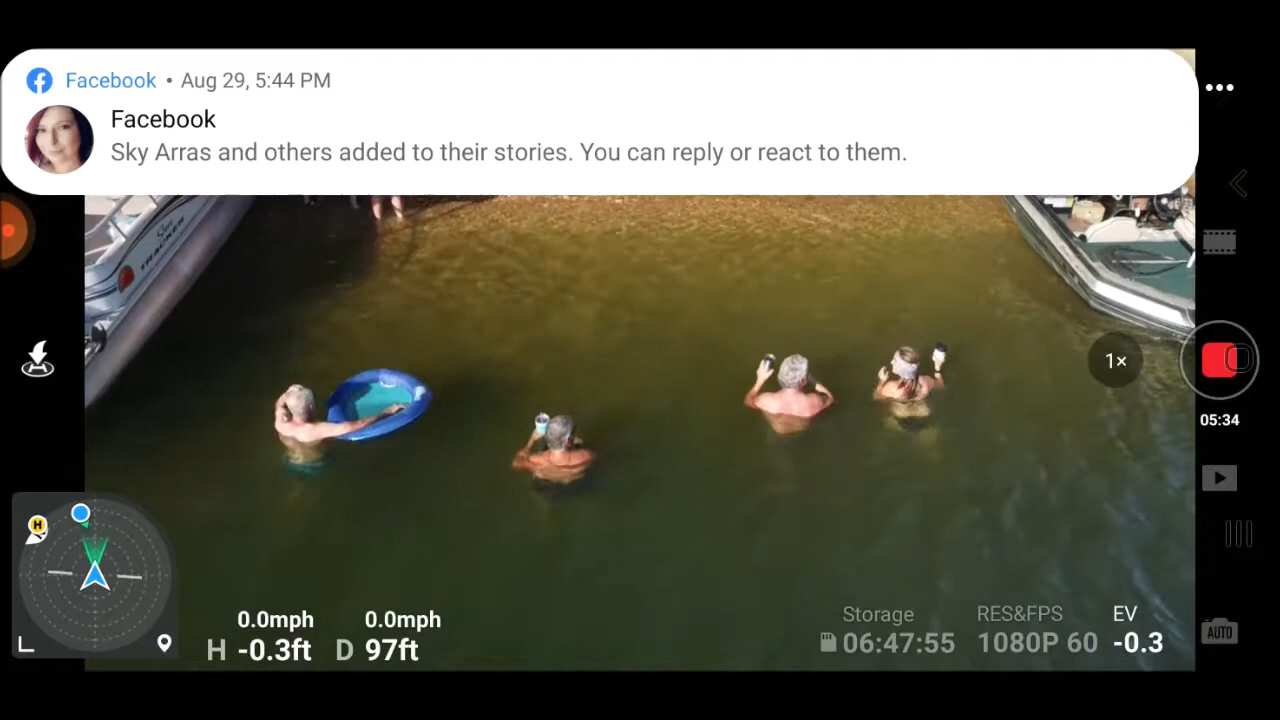 Facebook • Aug 29, 5:44 PM
Facebook
Sky Arras and others added to their stories. You can reply or react to them.
TRACKER
1×
05:34
H
0.0mph 0.0mph
H -0.3ft D 97ft
Storage RES&FPS EV
06:47:55 1080P 60 -0.3
AUTO